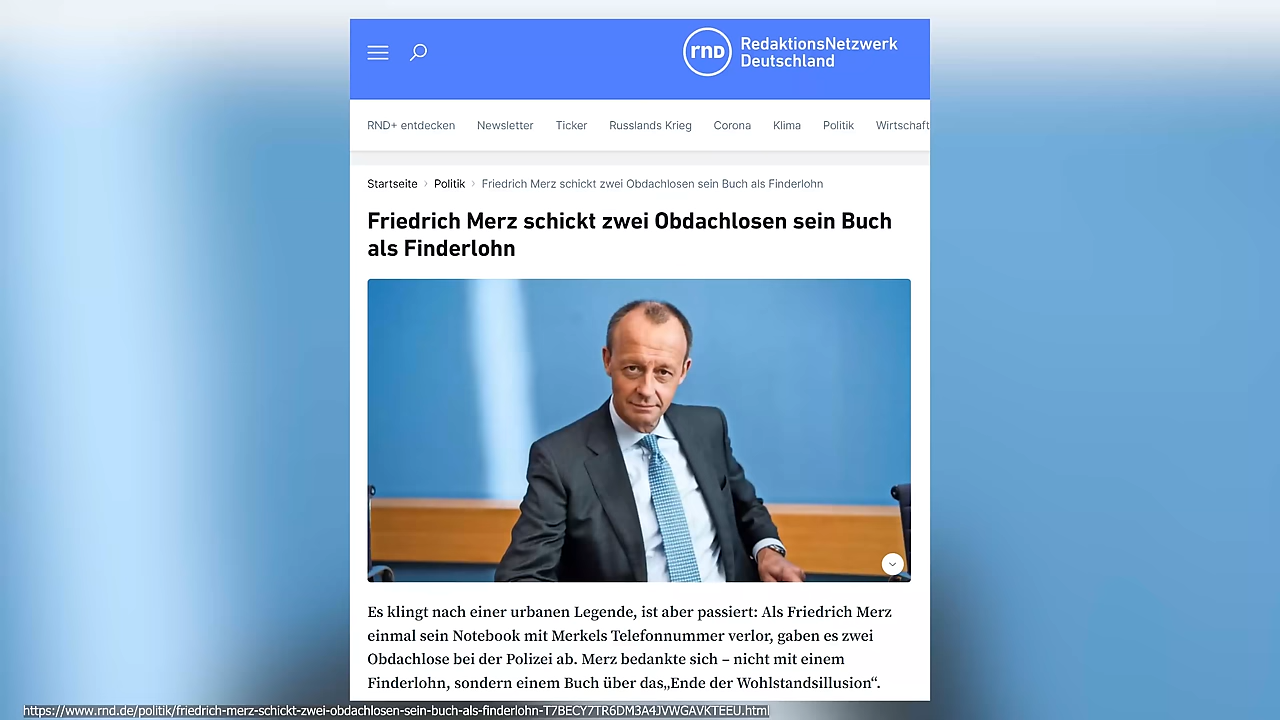 rnD RedaktionsNetzwerk
Deutschland
RND+ entdecken Newsletter Ticker Russlands Krieg Corona Klima Politik Wirtschaft
Startseite › Politik › Friedrich Merz schickt zwei Obdachlosen sein Buch als Finderlohn
Friedrich Merz schickt zwei Obdachlosen sein Buch
als Finderlohn
Es klingt nach einer urbanen Legende, ist aber passiert: Als Friedrich Merz
einmal sein Notebook mit Merkels Telefonnummer verlor, gaben es zwei
Obdachlose bei der Polizei ab. Merz bedankte sich – nicht mit einem
Finderlohn, sondern einem Buch über das„Ende der Wohlstandsillusion“.
https://www.rnd.de/politik/friedrich-merz-schickt-zwei-obdachlosen-sein-buch-als-finderlohn-T7BECY7TR6DM3A4JVWGAVKTEEU.html